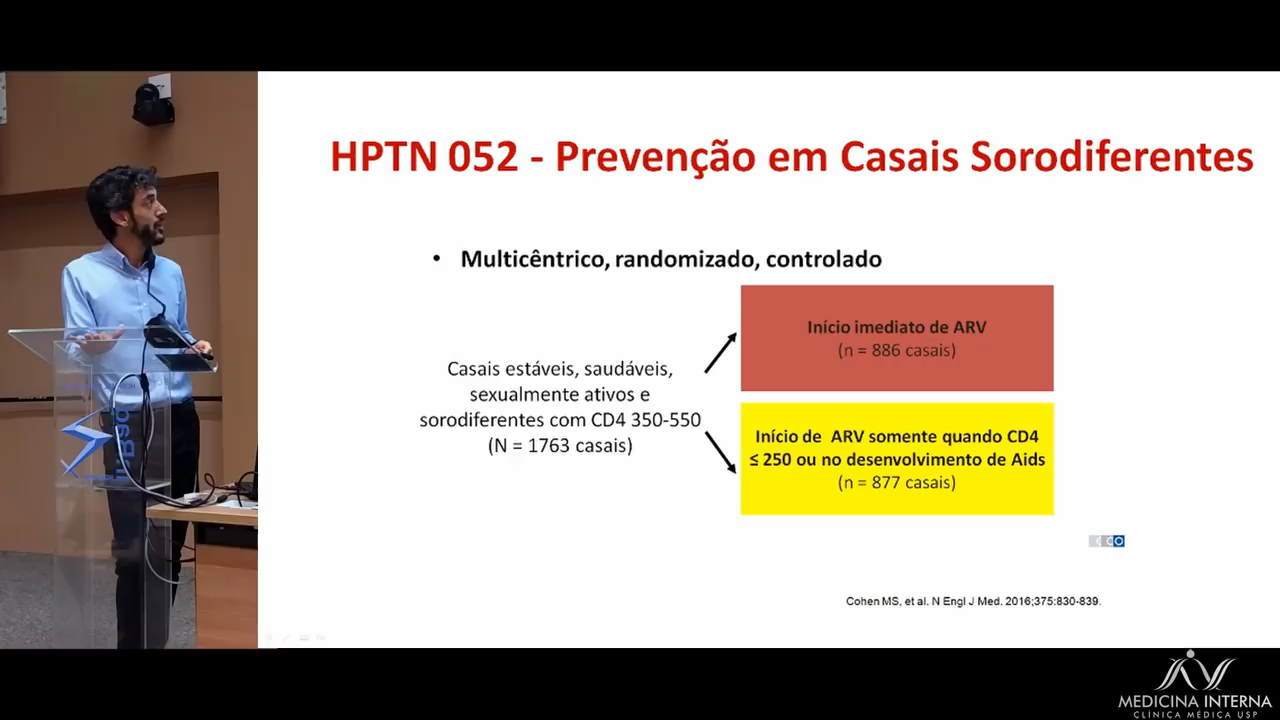 HPTN 052 - Prevenção em Casais Sorodiferentes
• Multicêntrico, randomizado, controlado
Casais estáveis, saudáveis,
sexualmente ativos e
sorodiferentes com CD4 350-550
(N = 1763 casais)
Início imediato de ARV
(n = 886 casais)
Início de ARV somente quando CD4
≤ 250 ou no desenvolvimento de Aids
(n = 877 casais)
Cohen MS, et al. N Engl J Med. 2016;375:830-839.
MEDICINA INTERNA
CLÍNICA MÉDICA USP